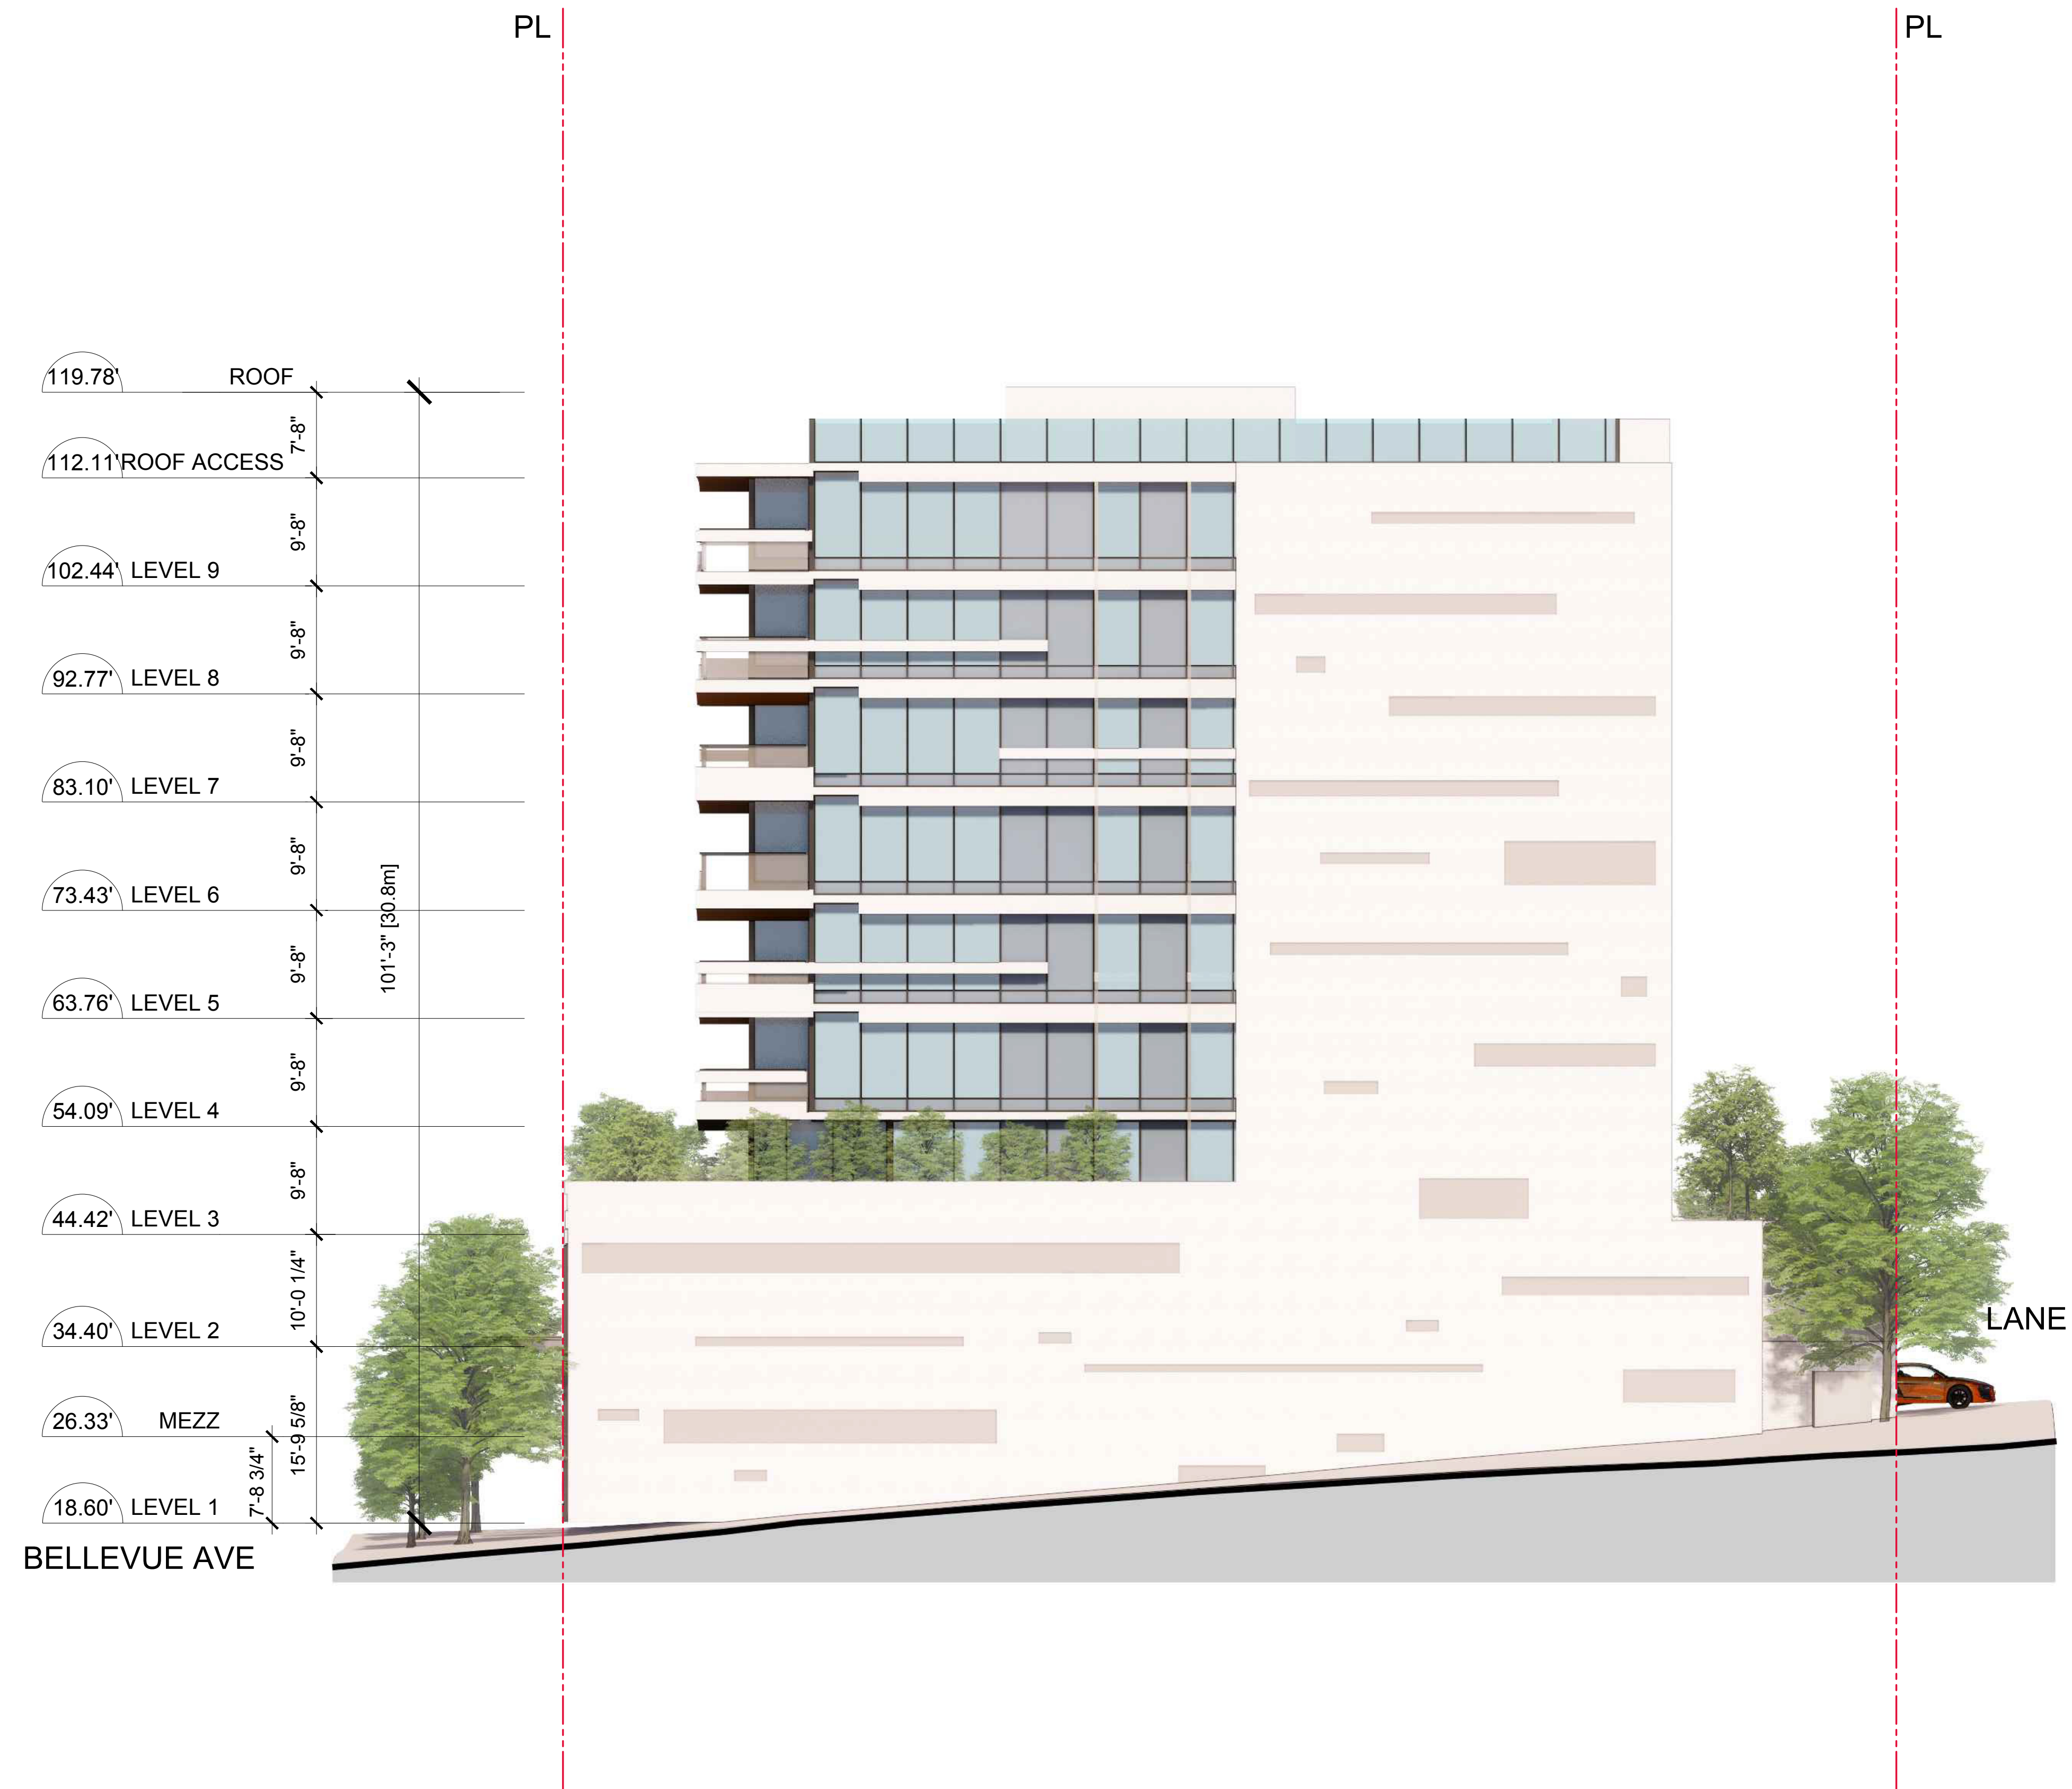 PL
PL
119.78' ROOF
7'-8"
112.11' ROOF ACCESS
9'-8"
102.44' LEVEL 9
9'-8"
92.77' LEVEL 8
9'-8"
83.10' LEVEL 7
9'-8"
101'-3" [30.8m]
73.43' LEVEL 6
9'-8"
63.76' LEVEL 5
9'-8"
54.09' LEVEL 4
9'-8"
44.42' LEVEL 3
10'-0 1/4"
34.40' LEVEL 2
LANE
15'-9 5/8"
26.33' MEZZ
7'-8 3/4"
18.60' LEVEL 1
BELLEVUE AVE